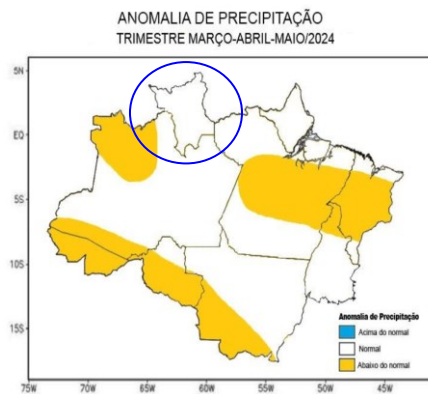 ANOMALIA DE PRECIPITAÇÃO
TRIMESTRE MARÇO-ABRIL-MAIO/2024
5N
EQ
5S
10S
15S
Anomalia de Precipitação
Acima do normal
Normal
Abaixo do normal
75W 70W 65W 60W 55W 50W 45W